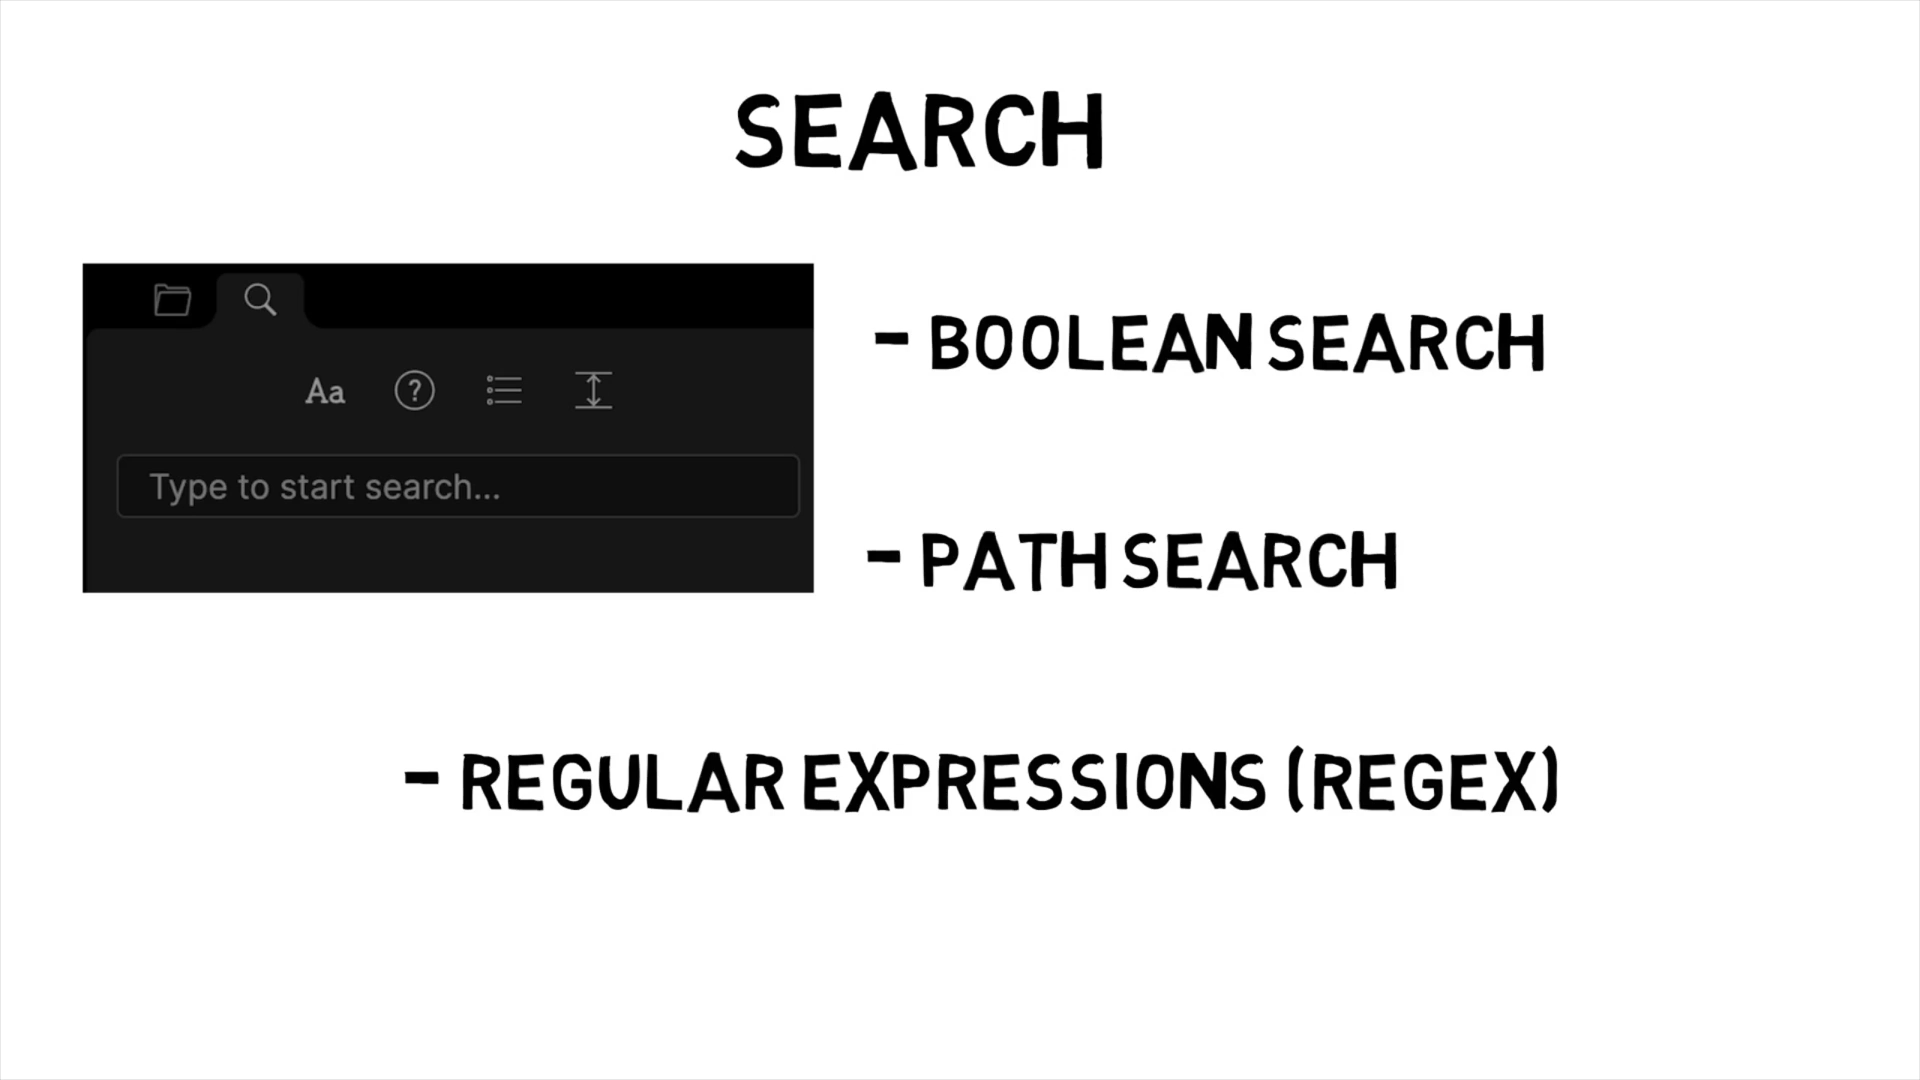 SEARCH
Aa
?
Type to start search...
- BOOLEAN SEARCH
- PATH SEARCH
- REGULAR EXPRESSIONS (REGEX)